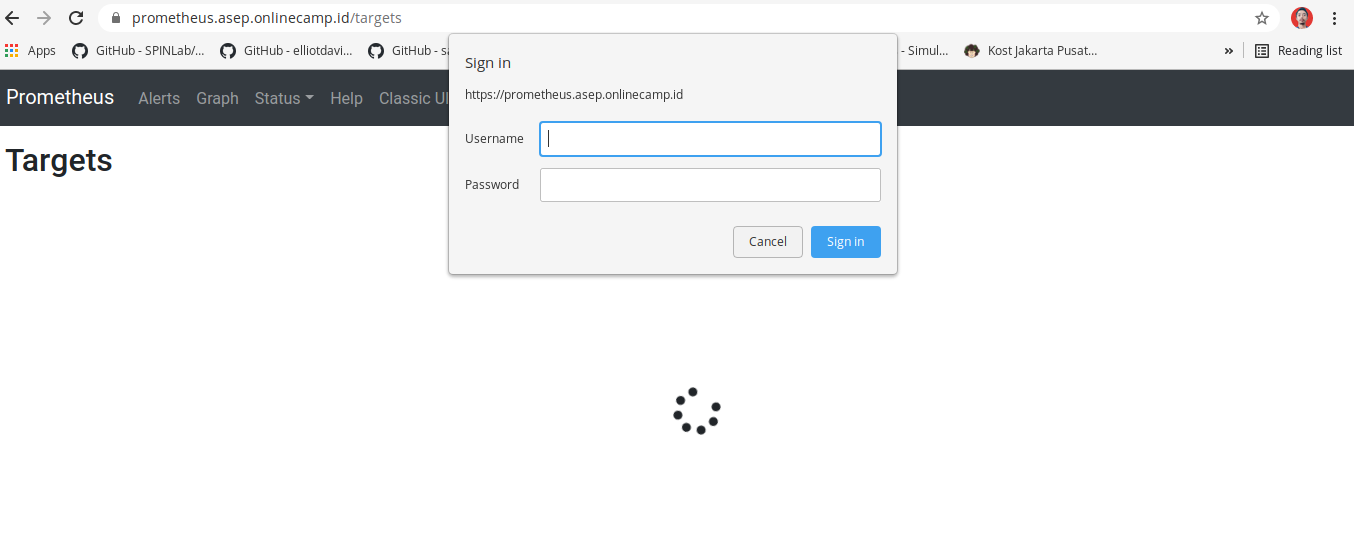 prometheus.asep.onlinecamp.id/targets
Apps GitHub - SPINLab/... GitHub - elliotdavi... GitHub - sa - Simul... Kost Jakarta Pusat... » Reading list
Prometheus Alerts Graph Status Help Classic UI
Targets
Sign in
https://prometheus.asep.onlinecamp.id
Username
Password
Cancel Sign in